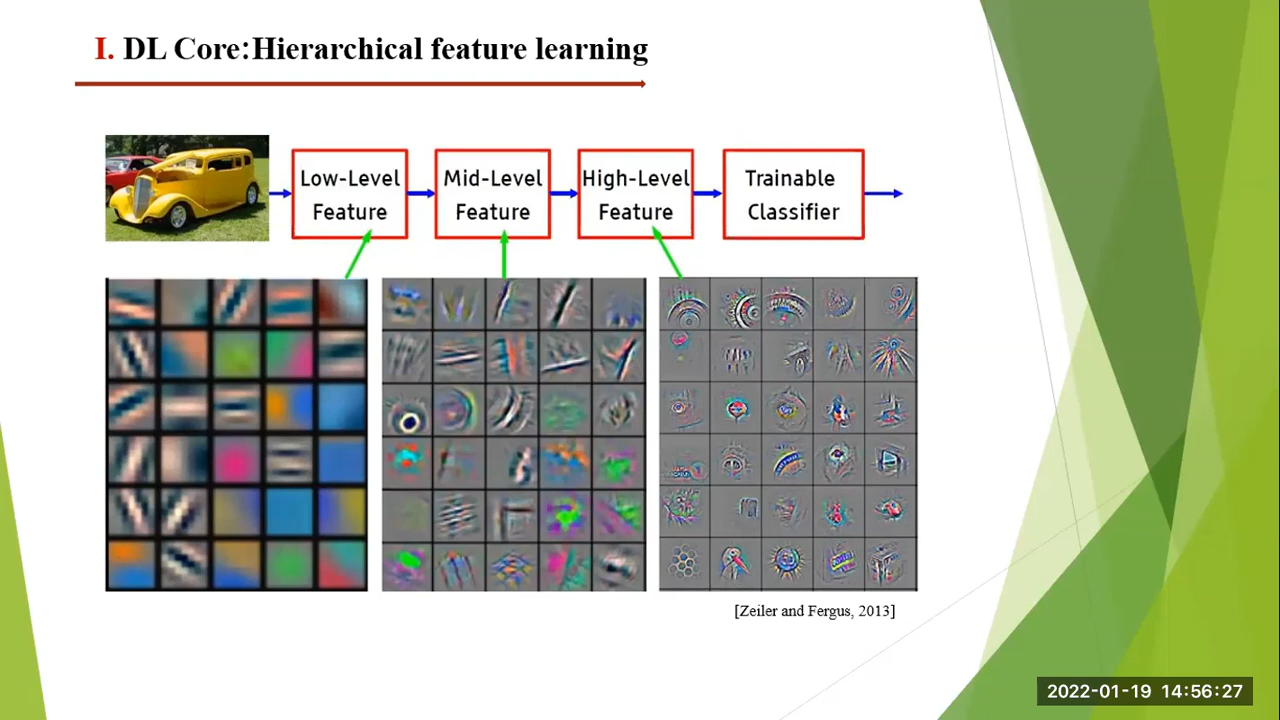 I. DL Core:Hierarchical feature learning
Low-Level
Feature
Mid-Level
Feature
High-Level
Feature
Trainable
Classifier
[Zeiler and Fergus, 2013]
2022-01-19 14:56:27